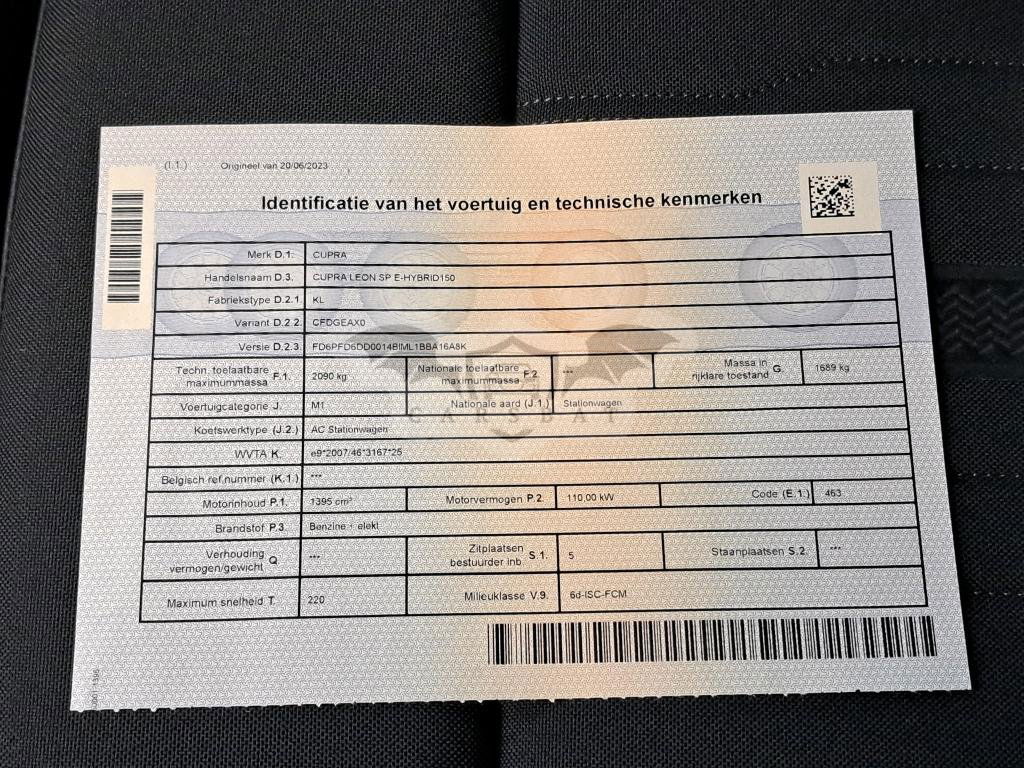 (I.1.) Origineel van 20/06/2023
Identificatie van het voertuig en technische kenmerken
Merk D.1. CUPRA
Handelsnaam D.3. CUPRA LEON SP E-HYBRID150
Fabriekstype D.2.1 KL
Variant D.2.2. CFDGEAX0
Versie D.2.3. FD6PFD6DD0014BIML1BBA16A8K
Techn. toelaatbare maximummassa F.1. 2090 kg Nationale toelaatbare maximummassa F.2. --- Massa in rijklare toestand G. 1689 kg
Voertuigcategorie J. M1 Nationale aard (J.1.) Stationwagen
CARSBAT
Koetswerktype (J.2.) AC Stationwagen
WVTA K. e9*2007/46*3167*25
Belgisch ref.nummer (K.1.) ---
Motorinhoud P.1. 1395 cm³ Motorvermogen P.2. 110,00 kW Code (E.1.) 463
Brandstof P.3. Benzine + elekt
Verhouding vermogen/gewicht Q --- Zitplaatsen bestuurder inb S.1. 5 Staanplaatsen S.2. ---
Maximum snelheid T. 220 Milieuklasse V.9. 6d-ISC-FCM